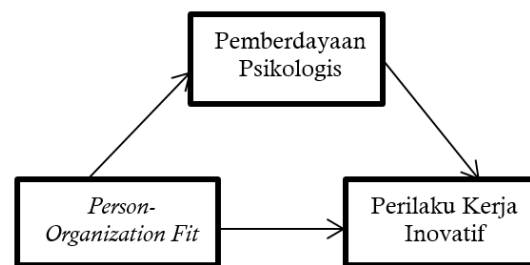 Pemberdayaan
Psikologis
Person-
Organization Fit
Perilaku Kerja
Inovatif